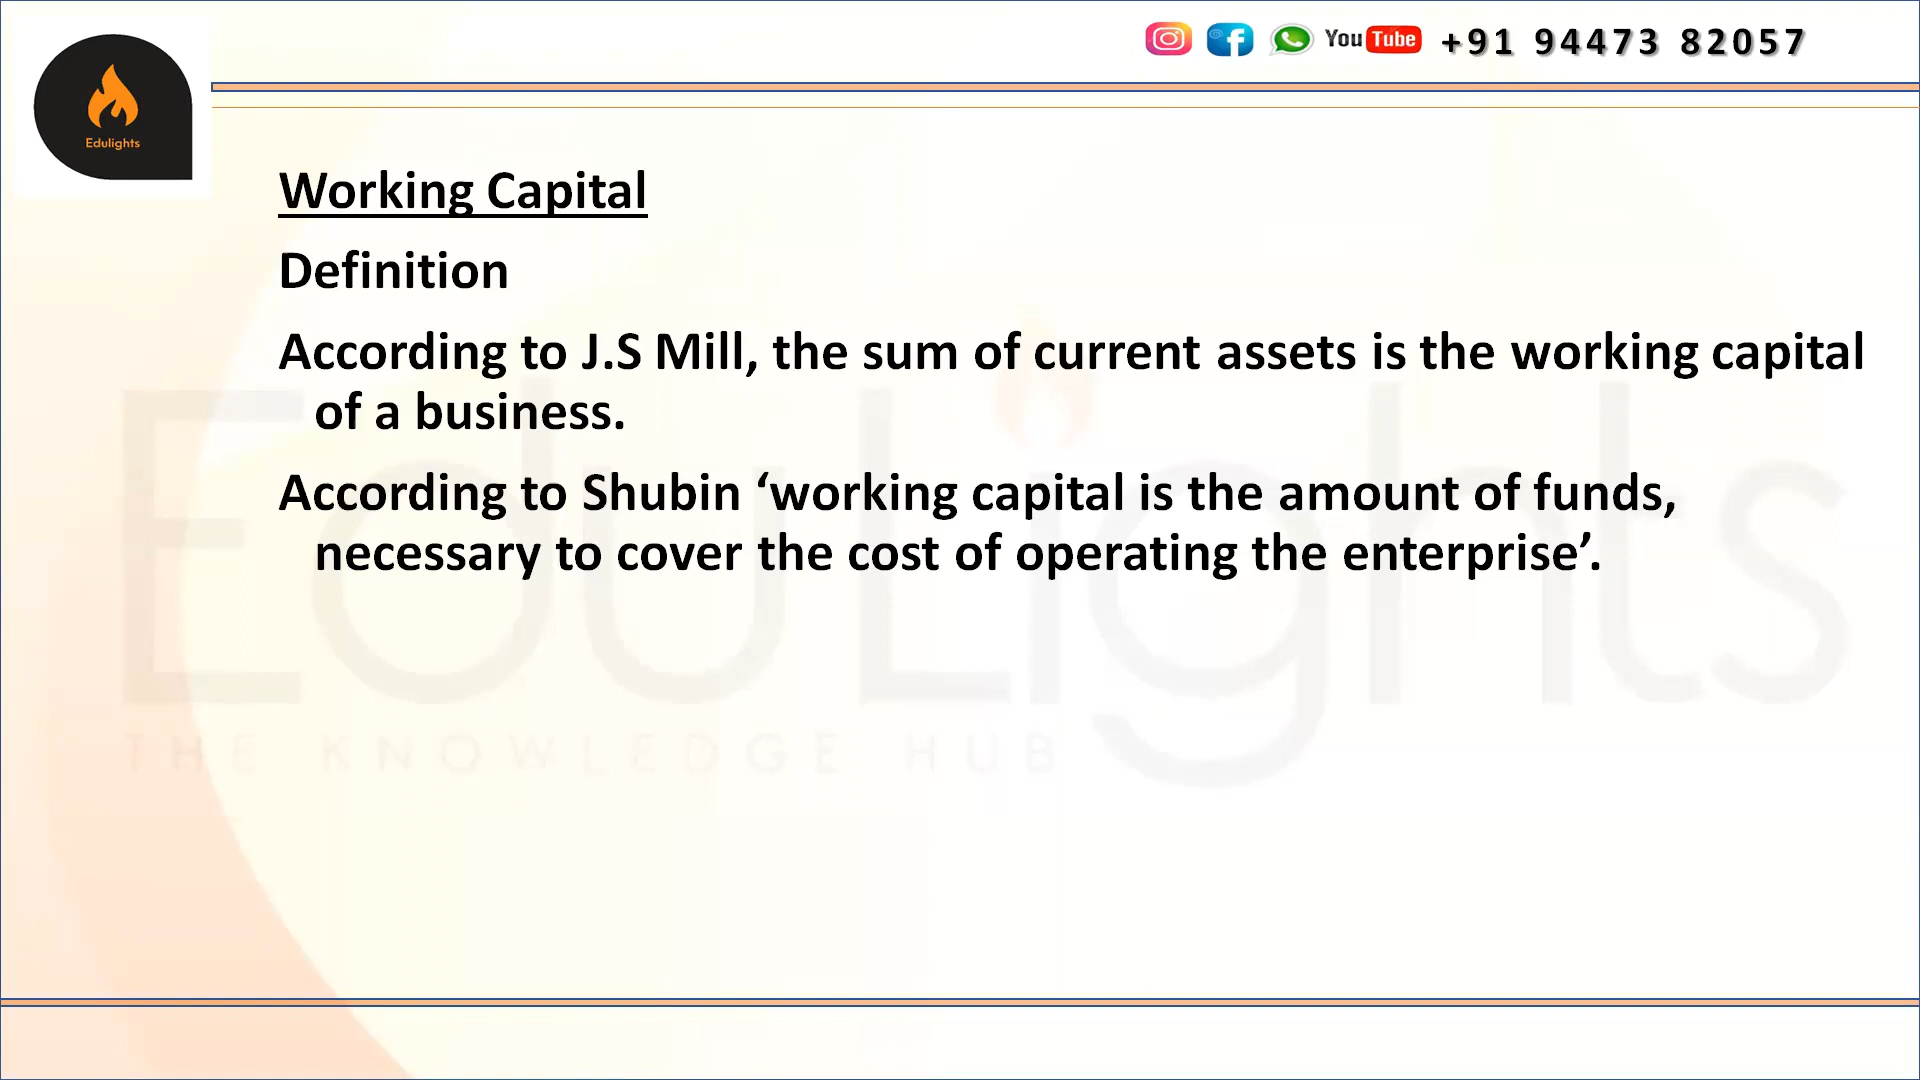 You Tube +91 94473 82057
Edulights
Working Capital
Definition
According to J.S Mill, the sum of current assets is the working capital
of a business.
According to Shubin ‘working capital is the amount of funds,
necessary to cover the cost of operating the enterprise’.
EduLights
THE KNOWLEDGE HUB